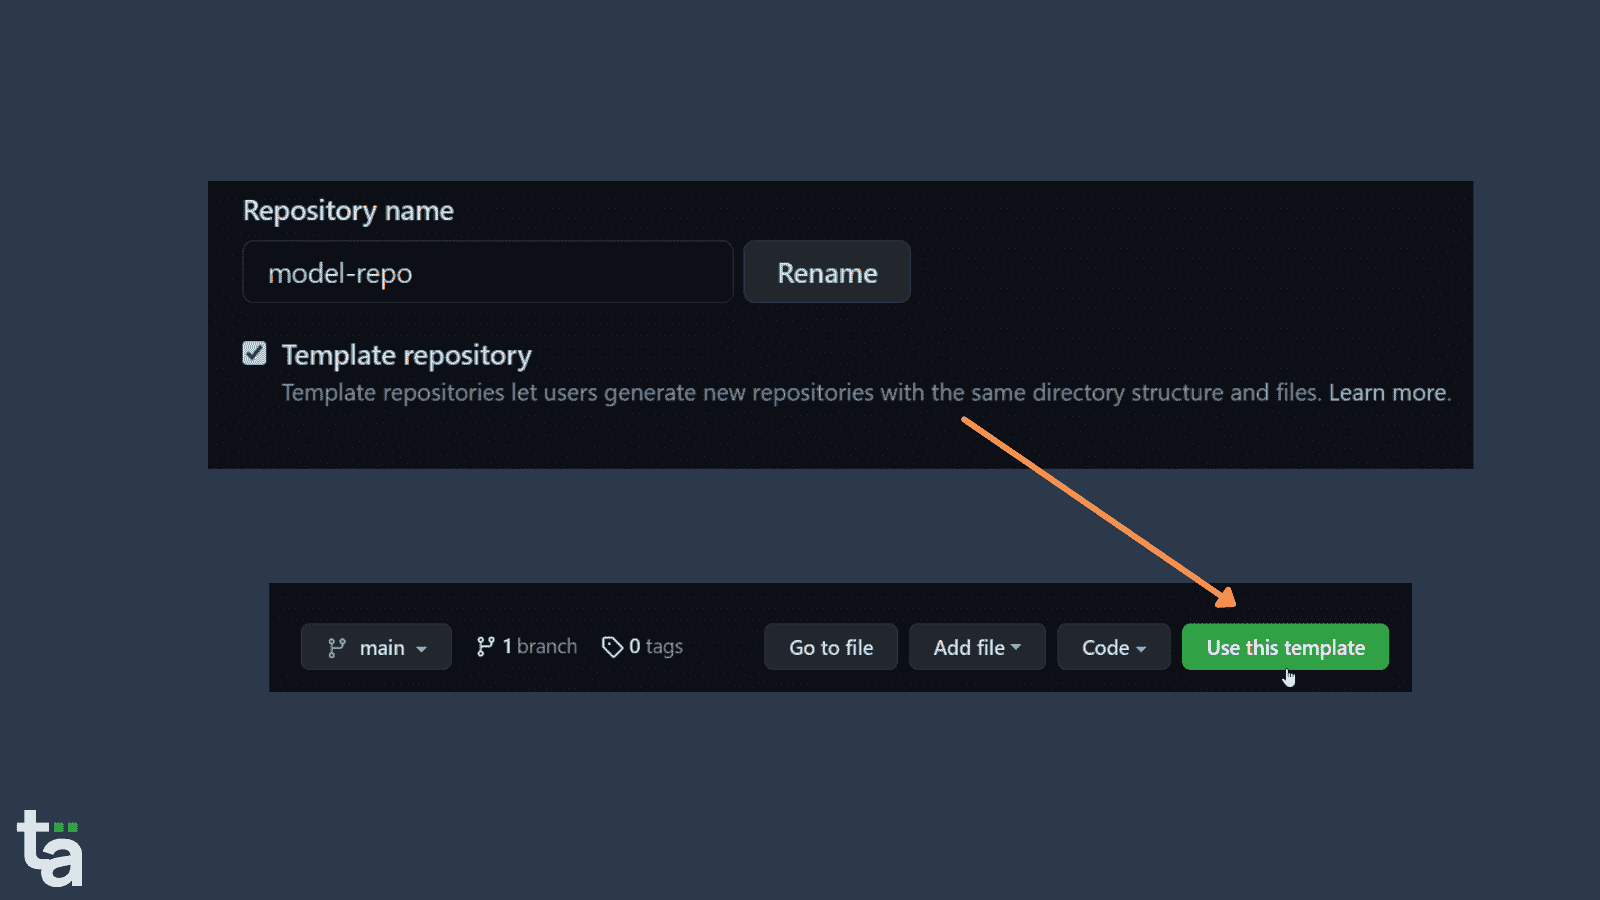 Repository name
model-repo Rename
Template repository
Template repositories let users generate new repositories with the same directory structure and files. Learn more.
main 1 branch 0 tags Go to file Add file Code Use this template
tä